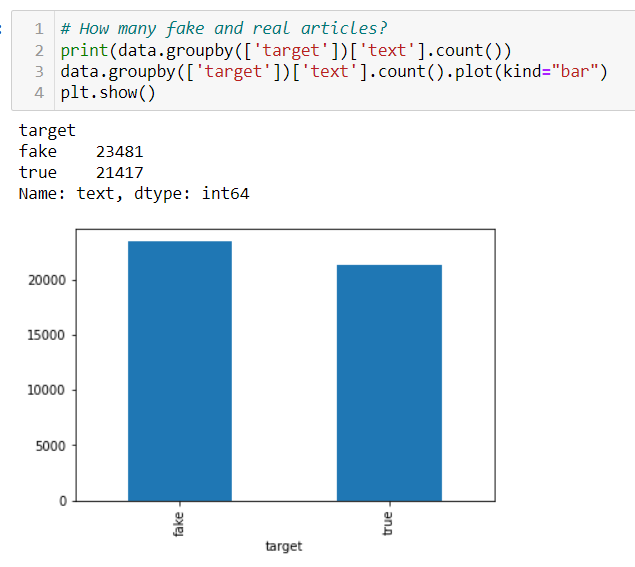 :
1 # How many fake and real articles?
2 print(data.groupby(['target'])['text'].count())
3 data.groupby(['target'])['text'].count().plot(kind="bar")
4 plt.show()
target
fake    23481
true    21417
Name: text, dtype: int64
20000
15000
10000
5000
0
fake true
target